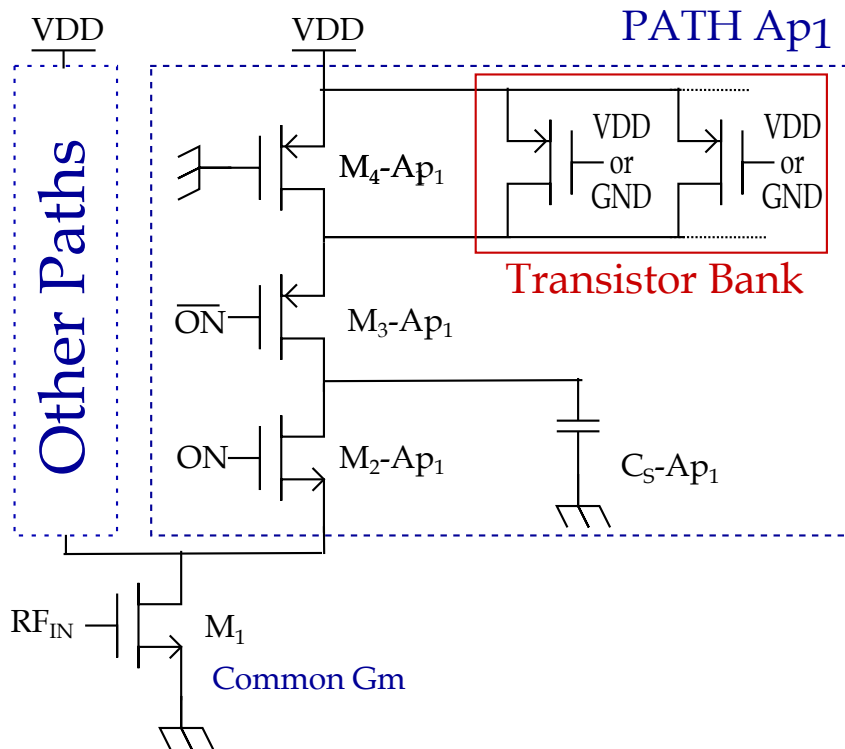 VDD
VDD
PATH Ap1
Other Paths
M4-Ap1
VDD
or
GND
VDD
or
GND
Transistor Bank
ON
M3-Ap1
ON
M2-Ap1
CS-Ap1
RFIN
M1
Common Gm